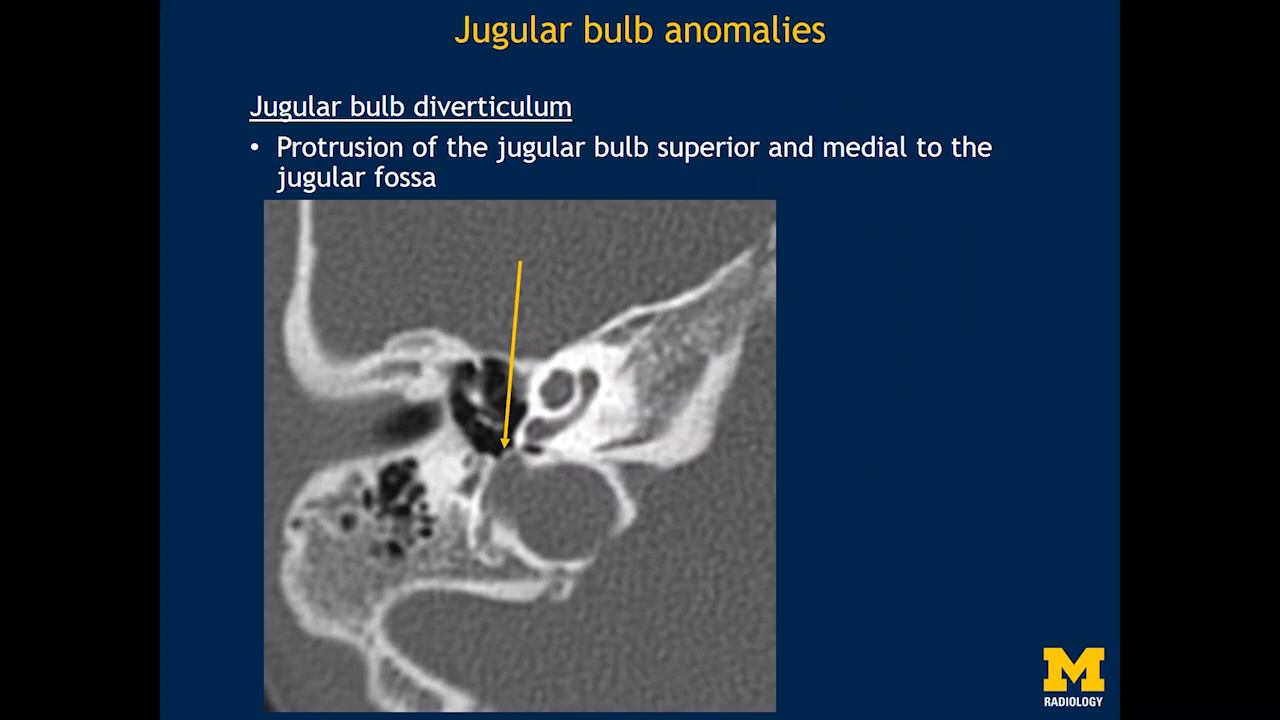 Jugular bulb anomalies
Jugular bulb diverticulum
• Protrusion of the jugular bulb superior and medial to the
jugular fossa
M
RADIOLOGY